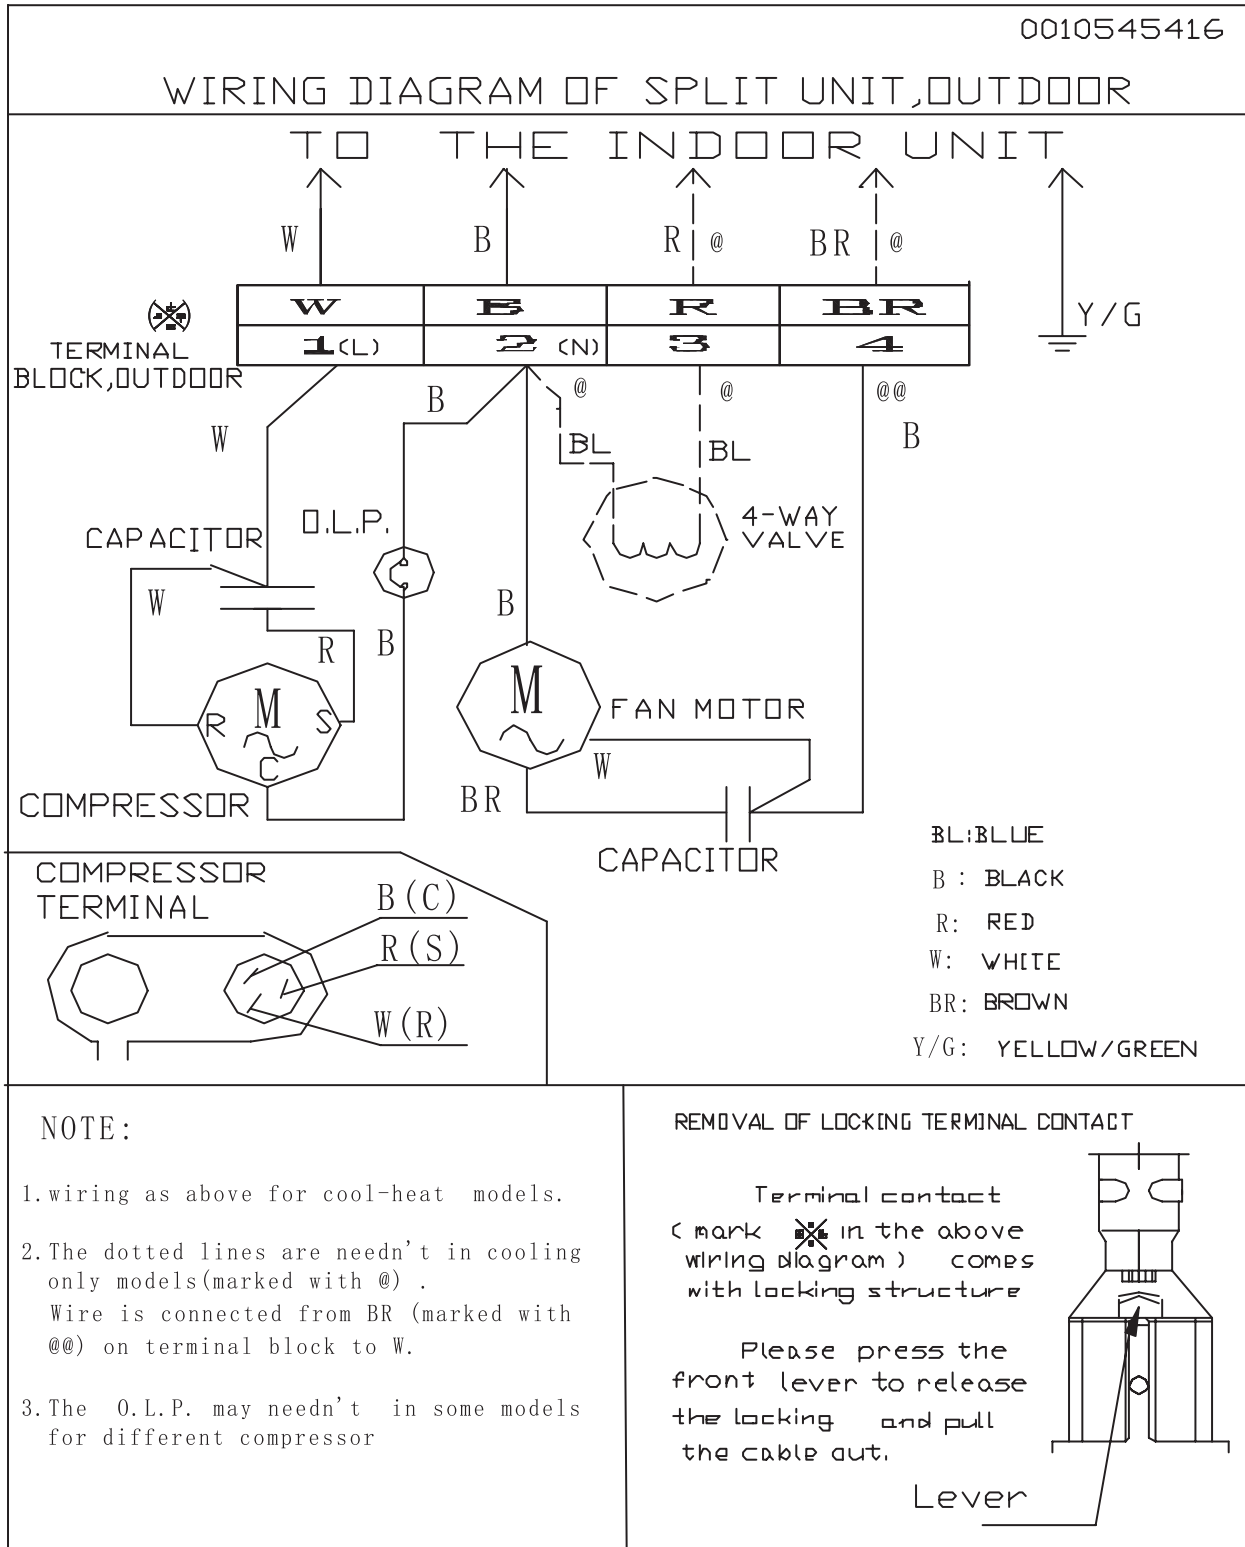 0010545416
WIRING DIAGRAM OF SPLIT UNIT,OUTDOOR
TO THE INDOOR UNIT
W B R @ BR @
Y/G
W B R BR
1(L) 2 (N) 3 4
TERMINAL
BLOCK,OUTDOOR
B @ @ @@
W BL BL B
O.L.P.
4-WAY
VALVE
CAPACITOR
W B
R B
M
R S
C
M
FAN MOTOR
W
BR
COMPRESSOR
CAPACITOR
BL:BLUE
B : BLACK
R: RED
W: WHITE
BR: BROWN
Y/G: YELLOW/GREEN
COMPRESSOR
TERMINAL
B(C)
R(S)
W(R)
NOTE:
1.wiring as above for cool-heat models.
2.The dotted lines are needn't in cooling
only models(marked with @) .
Wire is connected from BR (marked with
@@) on terminal block to W.
3.The O.L.P. may needn't in some models
for different compressor
REMOVAL OF LOCKING TERMINAL CONTACT
Terminal contact
( mark ※ in the above
wiring diagram ) comes
with locking structure
Please press the
front lever to release
the locking and pull
the cable out.
Lever